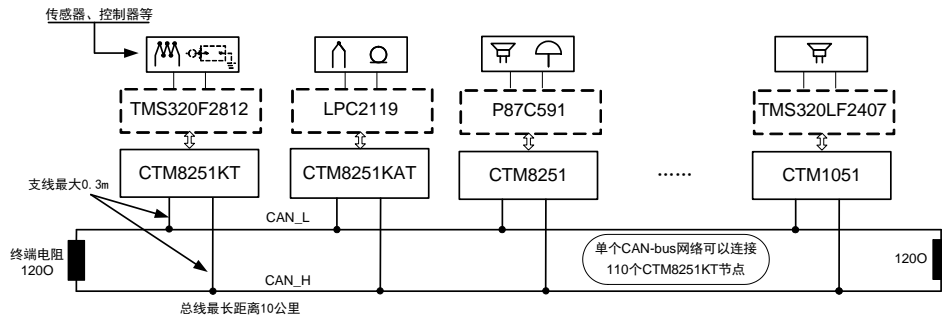 传感器、控制器等
TMS320F2812
LPC2119
P87C591
TMS320LF2407
CTM8251KT
CTM8251KAT
CTM8251
……
CTM1051
支线最大0.3m
CAN_L
终端电阻
120O
单个CAN-bus网络可以连接
110个CTM8251KT节点
120O
CAN_H
总线最长距离10公里